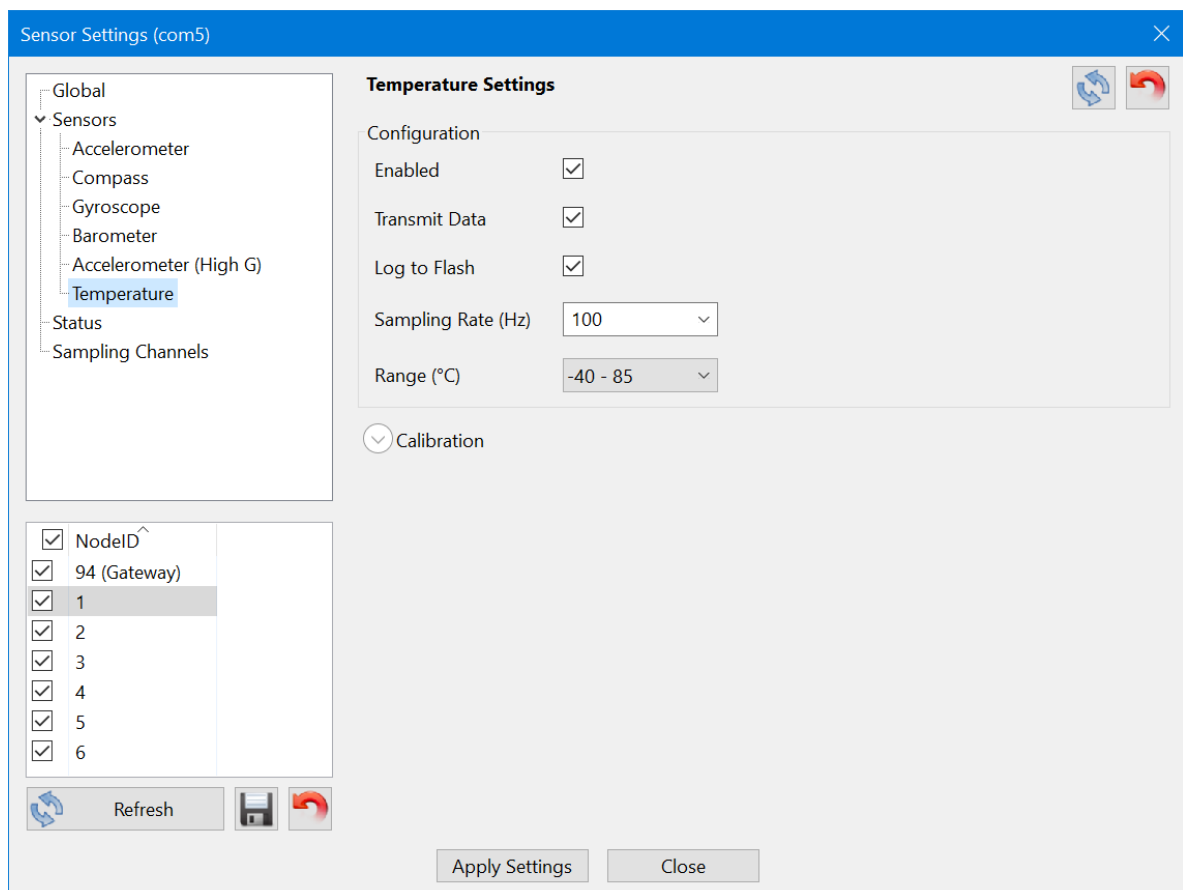 Sensor Settings (com5)
Global
Sensors
Accelerometer
Compass
Gyroscope
Barometer
Accelerometer (High G)
Temperature
Status
Sampling Channels
NodeID
94 (Gateway)
1
2
3
4
5
6
Refresh
Temperature Settings
Configuration
Enabled
Transmit Data
Log to Flash
Sampling Rate (Hz) 100
Range (°C) -40 - 85
Calibration
Apply Settings Close